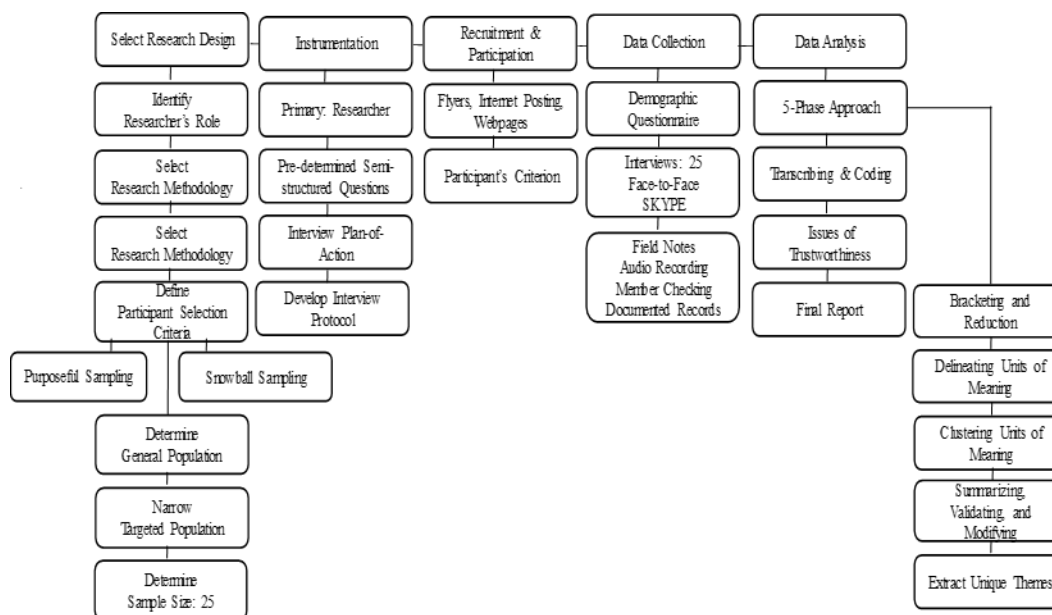 Select Research Design
Identify
Researcher's Role
Select
Research Methodology
Select
Research Methodology
Define
Participant Selection
Criteria
Purposeful Sampling
Snowball Sampling
Determine
General Population
Narrow
Targeted Population
Determine
Sample Size: 25
Instrumentation
Primary: Researcher
Pre-determined Semi-
structured Questions
Interview Plan-of-
Action
Develop Interview
Protocol
Recruitment &
Participation
Flyers, Internet Posting,
Webpages
Participant's Criterion
Data Collection
Demographic
Questionnaire
Interviews: 25
Face-to-Face
SKYPE
Field Notes
Audio Recording
Member Checking
Documented Records
Data Analysis
5-Phase Approach
Transcribing & Coding
Issues of
Trustworthiness
Final Report
Bracketing and
Reduction
Delineating Units of
Meaning
Clustering Units of
Meaning
Summarizing,
Validating, and
Modifying
Extract Unique Themes